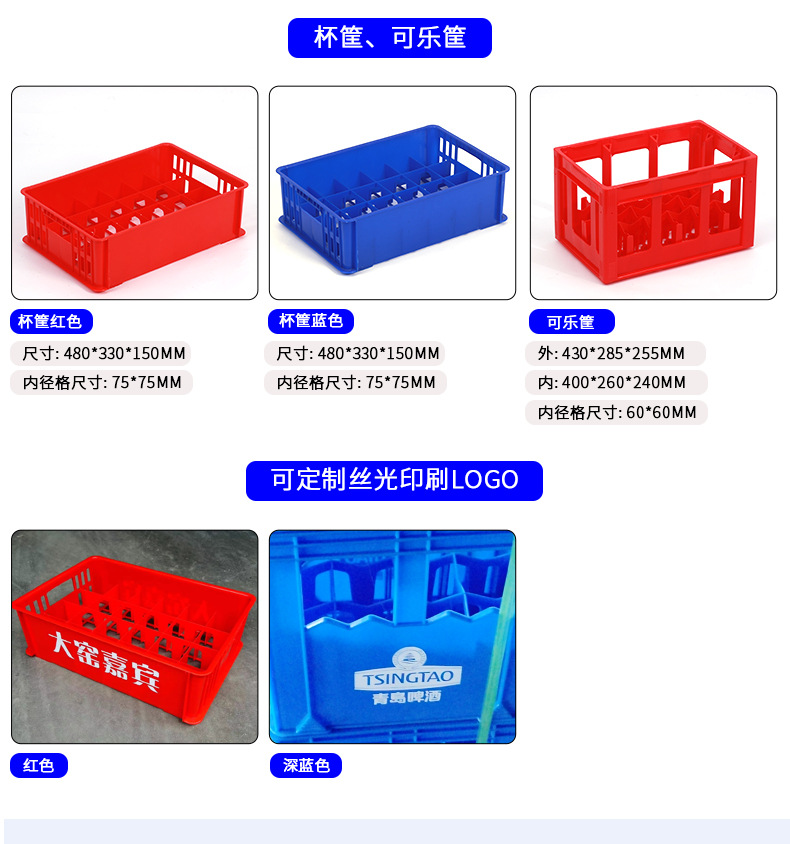 杯筐、可乐筐
杯筐红色
杯筐蓝色
可乐筐
尺寸: 480*330*150MM
尺寸: 480*330*150MM
外: 430*285*255MM
内径格尺寸: 75*75MM
内径格尺寸: 75*75MM
内: 400*260*240MM
内径格尺寸: 60*60MM
可定制丝光印刷LOGO
大窑嘉宾
TSINGTAO
青岛啤酒
红色
深蓝色